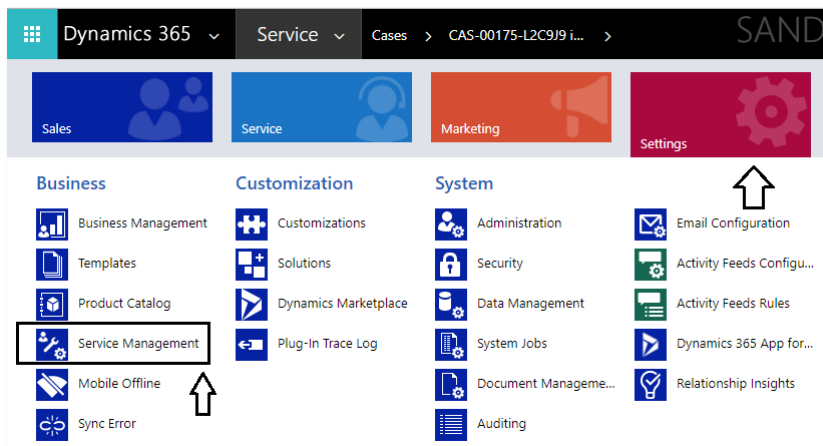 Dynamics 365 Service Cases > CAS-00175-L2C9J9 i... > SAND
Sales Service Marketing Settings
Business Customization System
Business Management Customizations Administration Email Configuration
Templates Solutions Security Activity Feeds Configu...
Product Catalog Dynamics Marketplace Data Management Activity Feeds Rules
Service Management Plug-In Trace Log System Jobs Dynamics 365 App for...
Mobile Offline Document Manageme... Relationship Insights
Sync Error Auditing